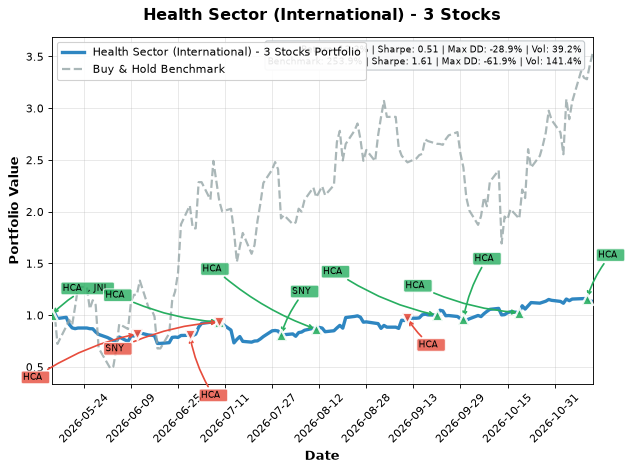 Health Sector (International) - 3 Stocks
Health Sector (International) - 3 Stocks Portfolio
Buy & Hold Benchmark
| Sharpe: 0.51 | Max DD: -28.9% | Vol: 39.2%
Benchmark: 253.9% | Sharpe: 1.61 | Max DD: -61.9% | Vol: 141.4%
Portfolio Value
3.5
3.0
2.5
2.0
1.5
1.0
0.5
HCA
HCA
HCA
HCA
HCA
HCA, JNJ
HCA
SNY
SNY
HCA
HCA
HCA
2026-05-24
2026-06-09
2026-06-25
2026-07-11
2026-07-27
2026-08-12
2026-08-28
2026-09-13
2026-09-29
2026-10-15
2026-10-31
Date